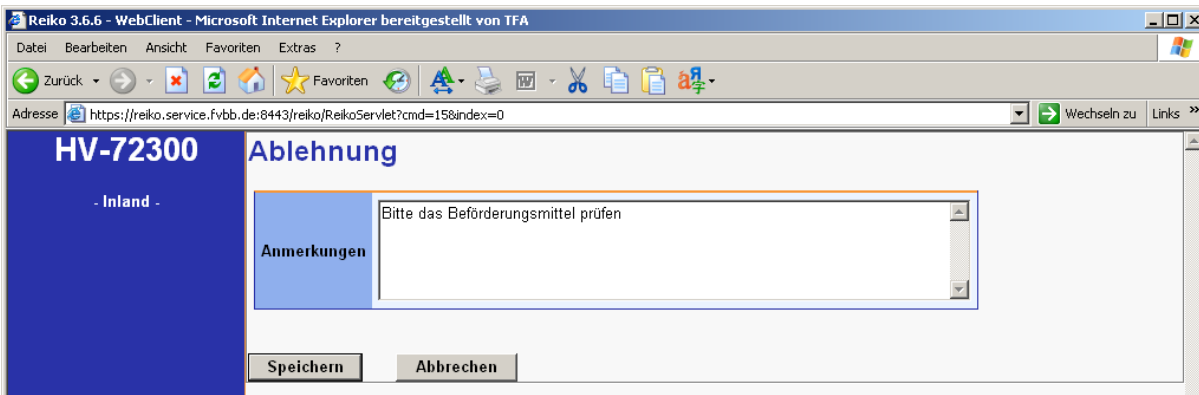 Reiko 3.6.6 - WebClient - Microsoft Internet Explorer bereitgestellt von TFA
Datei Bearbeiten Ansicht Favoriten Extras ?
Zurück Favoriten
Adresse https://reiko.service.fvbb.de:8443/reiko/ReikoServlet?cmd=15&index=0 Wechseln zu Links »
HV-72300 Ablehnung
- Inland -
Bitte das Beförderungsmittel prüfen
Anmerkungen
Speichern Abbrechen